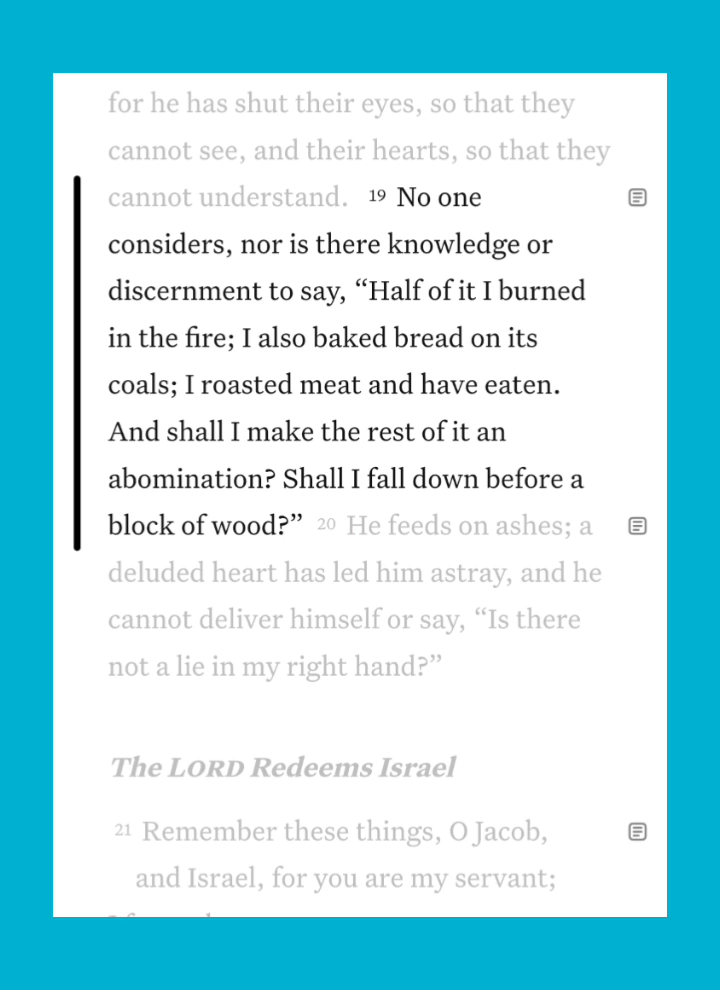 for he has shut their eyes, so that they
cannot see, and their hearts, so that they
cannot understand. 19 No one
considers, nor is there knowledge or
discernment to say, “Half of it I burned
in the fire; I also baked bread on its
coals; I roasted meat and have eaten.
And shall I make the rest of it an
abomination? Shall I fall down before a
block of wood?” 20 He feeds on ashes; a
deluded heart has led him astray, and he
cannot deliver himself or say, “Is there
not a lie in my right hand?”
The LORD Redeems Israel
21 Remember these things, O Jacob,
and Israel, for you are my servant;